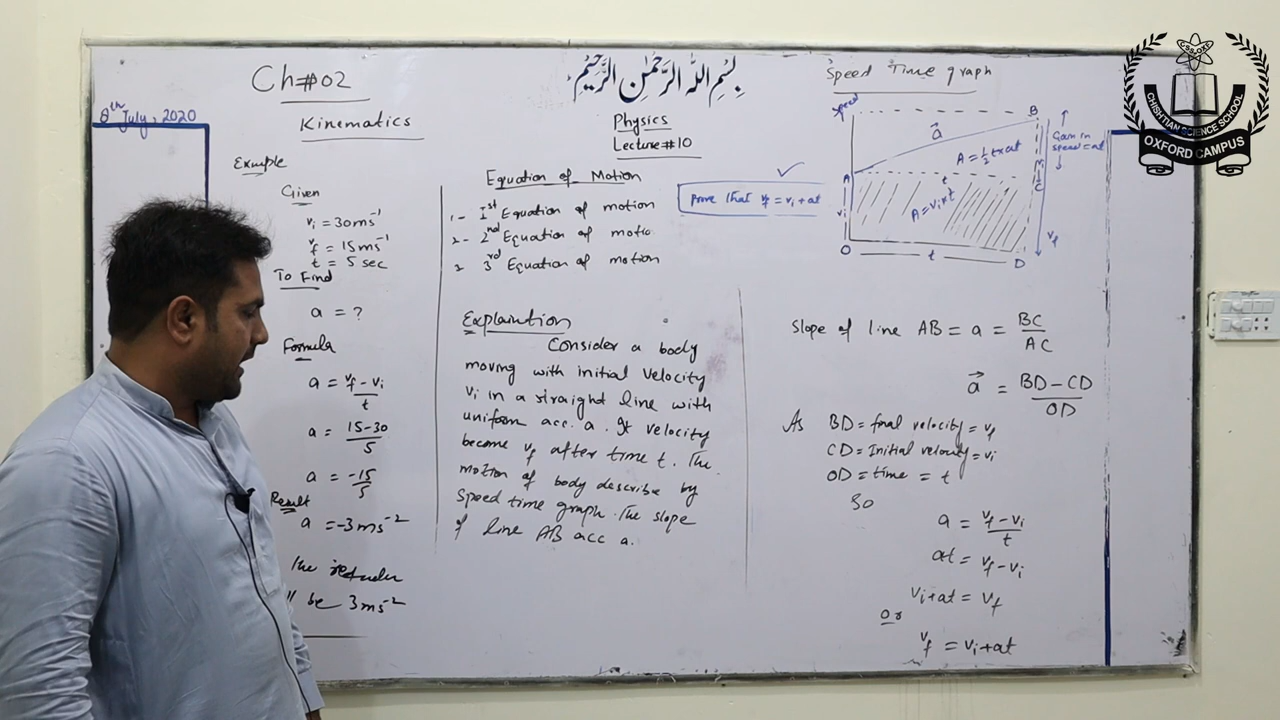 Ch#02
بِسْمِ اللهِ الرَّحْمٰنِ الرَّحِيْمِ
Speed Time graph
8th July, 2020
Kinematics
Physics
Lecture #10
Example
Given
vi = 30ms⁻¹
vf = 15ms⁻¹
t = 5 sec
To Find
a = ?
Formula
a = vf - vi / t
a = 15-30 / 5
a = -15 / 5
Result
a = -3ms⁻²
The
be 3ms⁻²
Equation of Motion
1- 1st Equation of motion
2- 2nd Equation of motio
3rd Equation of motion
Prove that vf = vi + at
Explaintion
Consider a body
moving with initial velocity
vi in a straight line with
uniform acc. a. It velocity
become vf after time t. The
motion of body describe by
Speed time graph. The slope
of line AB acc a.
Speed
B
a
A = ½ t x at
Gain in
speed = at
A
t
C
vi
A = vi x t
vf
O
t
D
Slope of line AB = a = BC / AC
a = BD - CD / OD
As BD = final velocity = vf
CD = Initial velocity = vi
OD = time = t
So
a = vf - vi / t
at = vf - vi
vi + at = vf
Or
vf = vi + at
CSS-OXF
CHISHTIAN SCIENCE SCHOOL
OXFORD CAMPUS